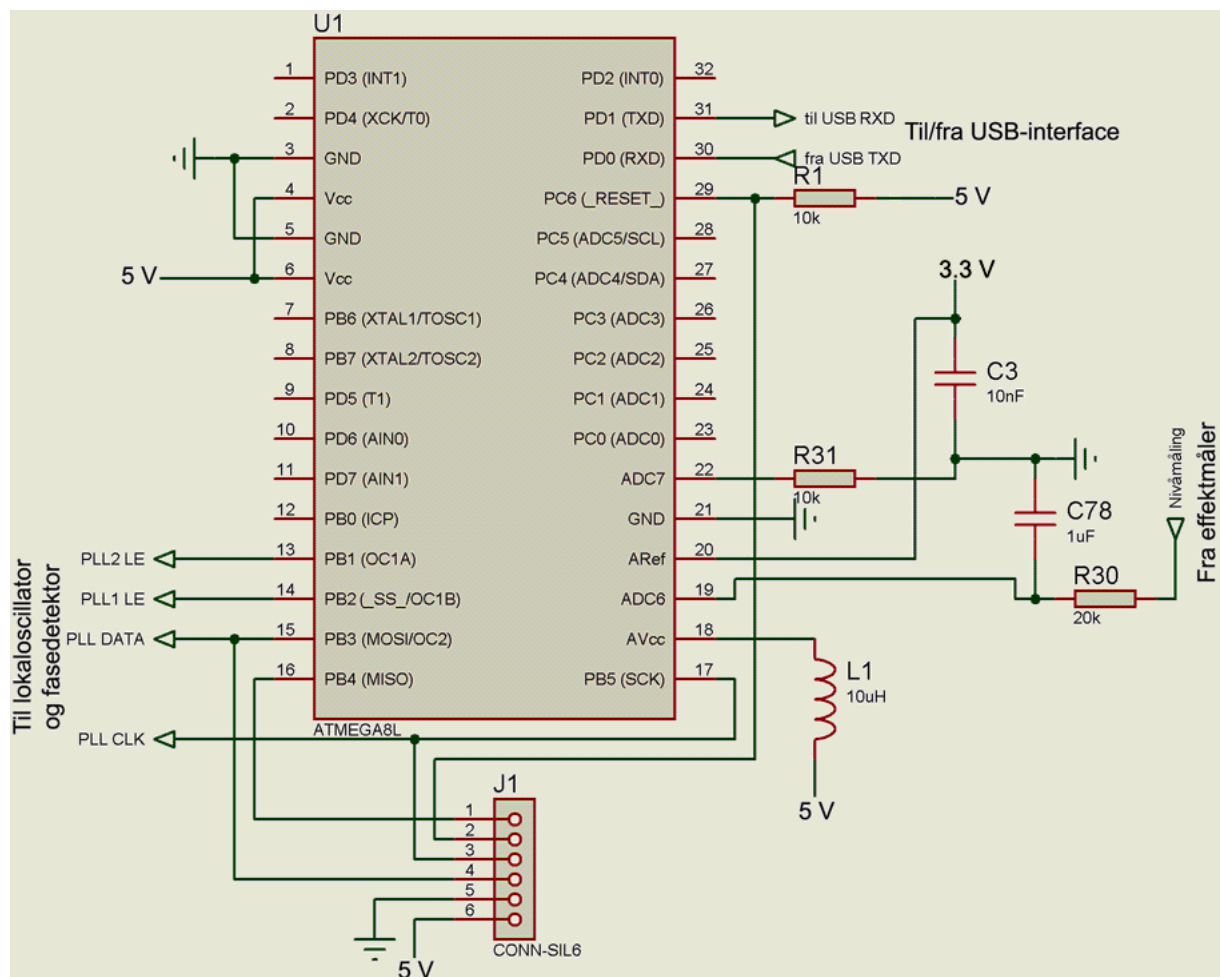 U1
1 PD3 (INT1)
2 PD4 (XCK/T0)
3 GND
4 Vcc
5 GND
6 Vcc
5 V
7 PB6 (XTAL1/TOSC1)
8 PB7 (XTAL2/TOSC2)
9 PD5 (T1)
10 PD6 (AIN0)
11 PD7 (AIN1)
12 PB0 (ICP)
13 PB1 (OC1A)
14 PB2 (_SS_/OC1B)
15 PB3 (MOSI/OC2)
16 PB4 (MISO)
PD2 (INT0) 32
PD1 (TXD) 31
PD0 (RXD) 30
PC6 (_RESET_) 29
PC5 (ADC5/SCL) 28
PC4 (ADC4/SDA) 27
PC3 (ADC3) 26
PC2 (ADC2) 25
PC1 (ADC1) 24
PC0 (ADC0) 23
ADC7 22
GND 21
ARef 20
ADC6 19
AVcc 18
PB5 (SCK) 17
ATMEGA8L
til USB RXD
fra USB TXD
Til/fra USB-interface
R1
10k
5 V
3.3 V
C3
10nF
R31
10k
C78
1uF
R30
20k
Nivåmåling
Fra effektmåler
L1
10uH
5 V
Til lokaloscillator
og fasedetektor
PLL2 LE
PLL1 LE
PLL DATA
PLL CLK
J1
1
2
3
4
5
6
CONN-SIL6
5 V